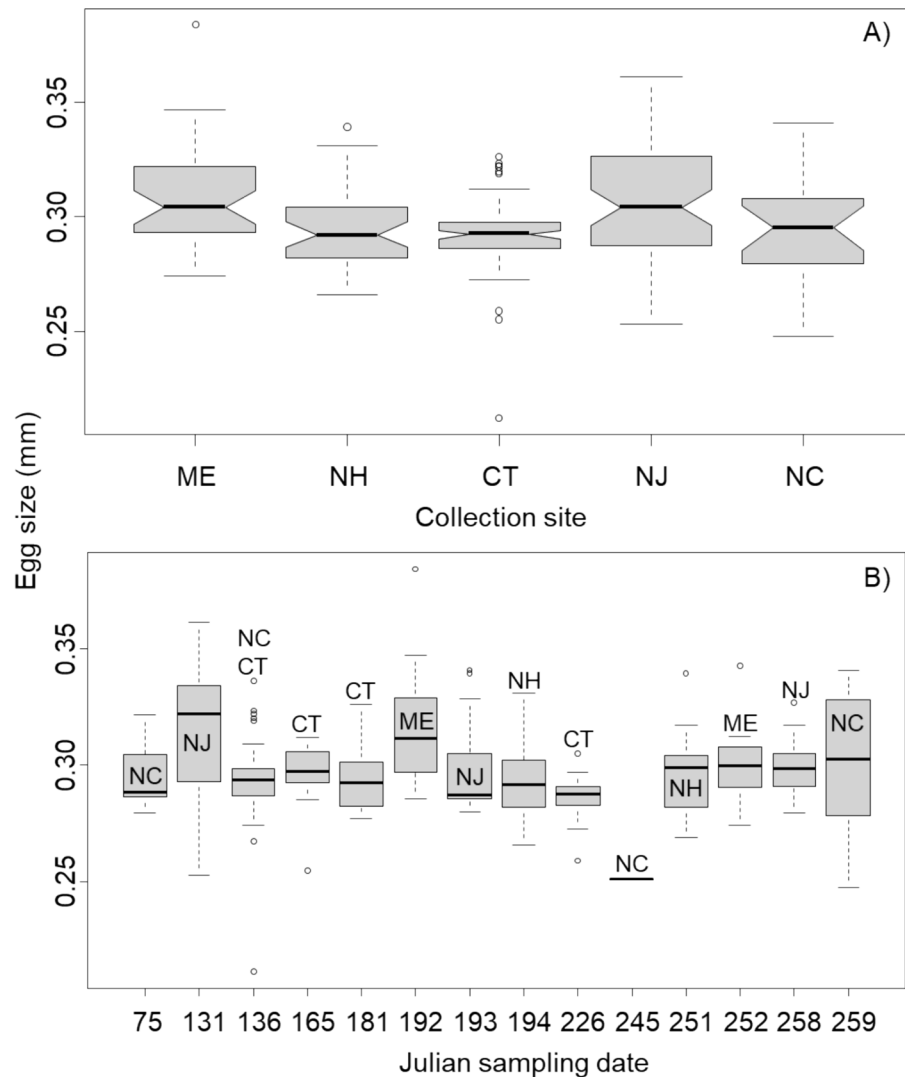 A)
0.35
0.30
0.25
ME NH CT NJ NC
Collection site
Egg size (mm)
B)
0.35
0.30
0.25
NC
CT
NC
NJ
CT
CT
ME
NJ
NH
CT
NC
NH
ME
NJ
NC
75 131 136 165 181 192 193 194 226 245 251 252 258 259
Julian sampling date